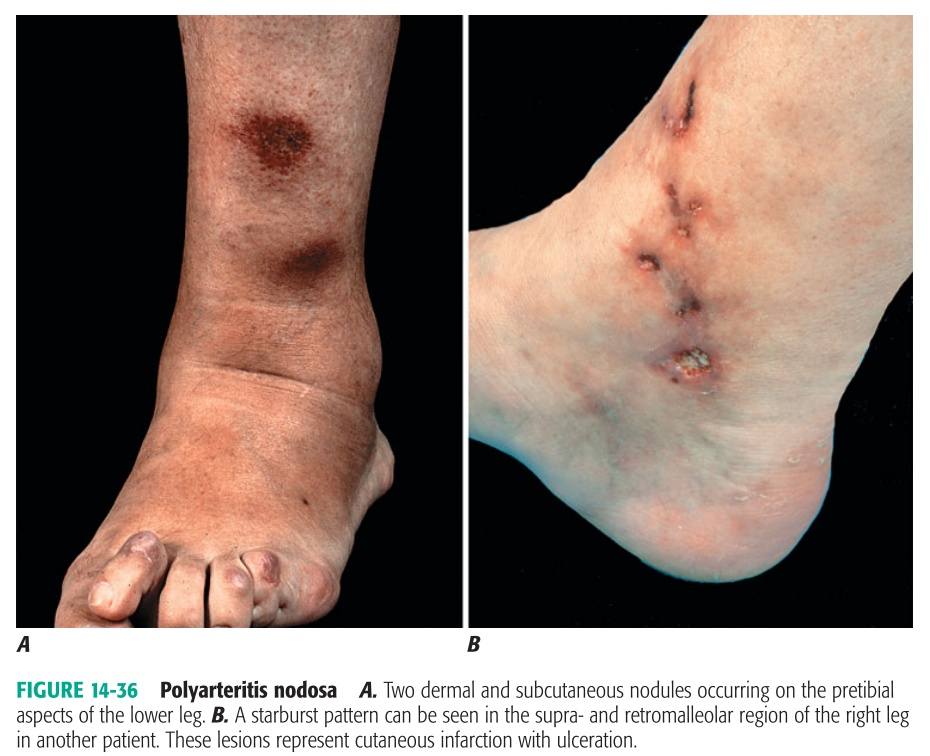 A
B
FIGURE 14-36 Polyarteritis nodosa A. Two dermal and subcutaneous nodules occurring on the pretibial
aspects of the lower leg. B. A starburst pattern can be seen in the supra- and retromalleolar region of the right leg
in another patient. These lesions represent cutaneous infarction with ulceration.